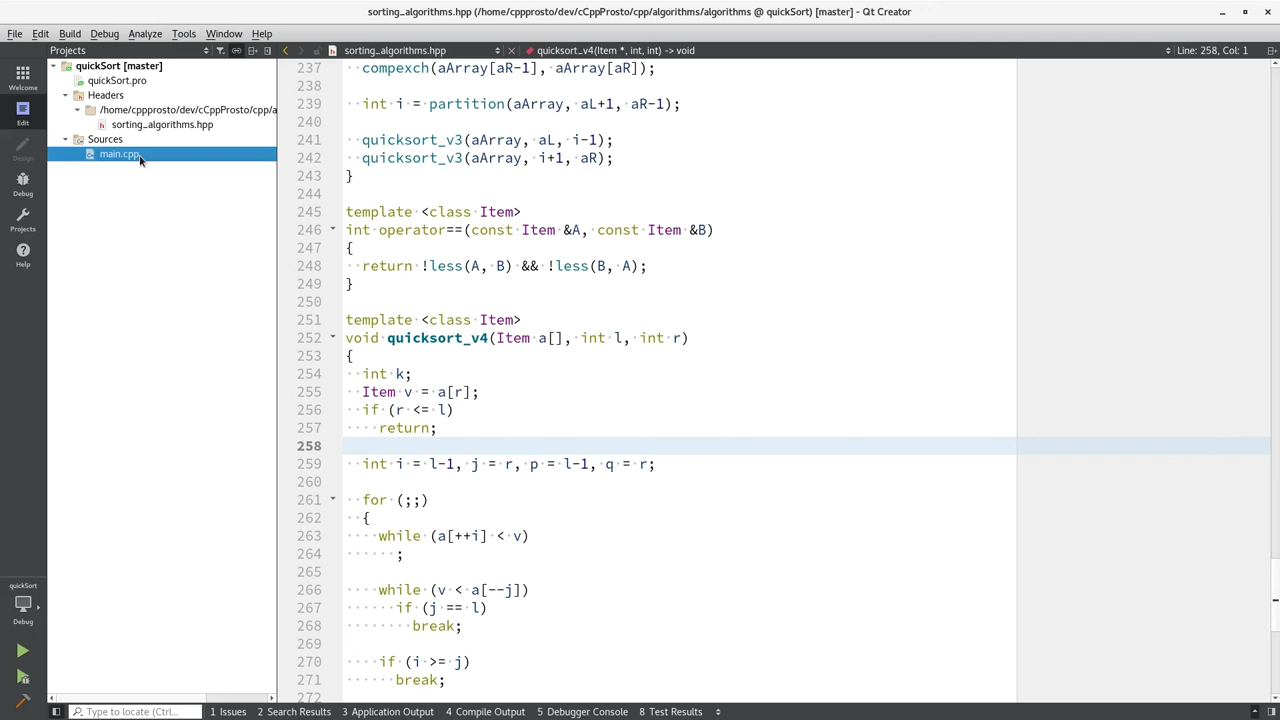 sorting_algorithms.hpp (/home/cppprosto/dev/cCppProsto/cpp/algorithms/algorithms @ quickSort) [master] - Qt Creator
File Edit Build Debug Analyze Tools Window Help
Projects
sorting_algorithms.hpp
quicksort_v4(Item *, int, int) -> void
Line: 258, Col: 1
Welcome
Edit
Design
Debug
Projects
Help
quickSort
Debug
quickSort [master]
quickSort.pro
Headers
/home/cppprosto/dev/cCppProsto/cpp/a
sorting_algorithms.hpp
Sources
main.cpp
237 ··compexch(aArray[aR-1],·aArray[aR]);
238
239 ··int·i·=·partition(aArray,·aL+1,·aR-1);
240
241 ··quicksort_v3(aArray,·aL,·i-1);
242 ··quicksort_v3(aArray,·i+1,·aR);
243 }
244
245 template·<class·Item>
246 int·operator==(const·Item·&A,·const·Item·&B)
247 {
248 ··return·!less(A,·B)·&&·!less(B,·A);
249 }
250
251 template·<class·Item>
252 void·quicksort_v4(Item·a[],·int·l,·int·r)
253 {
254 ··int·k;
255 ··Item·v·=·a[r];
256 ··if·(r·<=·l)
257 ····return;
258
259 ··int·i·=·l-1,·j·=·r,·p·=·l-1,·q·=·r;
260
261 ··for·(;;)
262 ··{
263 ····while·(a[++i]·<·v)
264 ······;
265
266 ····while·(v·<·a[--j])
267 ······if·(j·==·l)
268 ········break;
269
270 ····if·(i·>=·j)
271 ······break;
272
Type to locate (Ctrl...
1 Issues
2 Search Results
3 Application Output
4 Compile Output
5 Debugger Console
8 Test Results